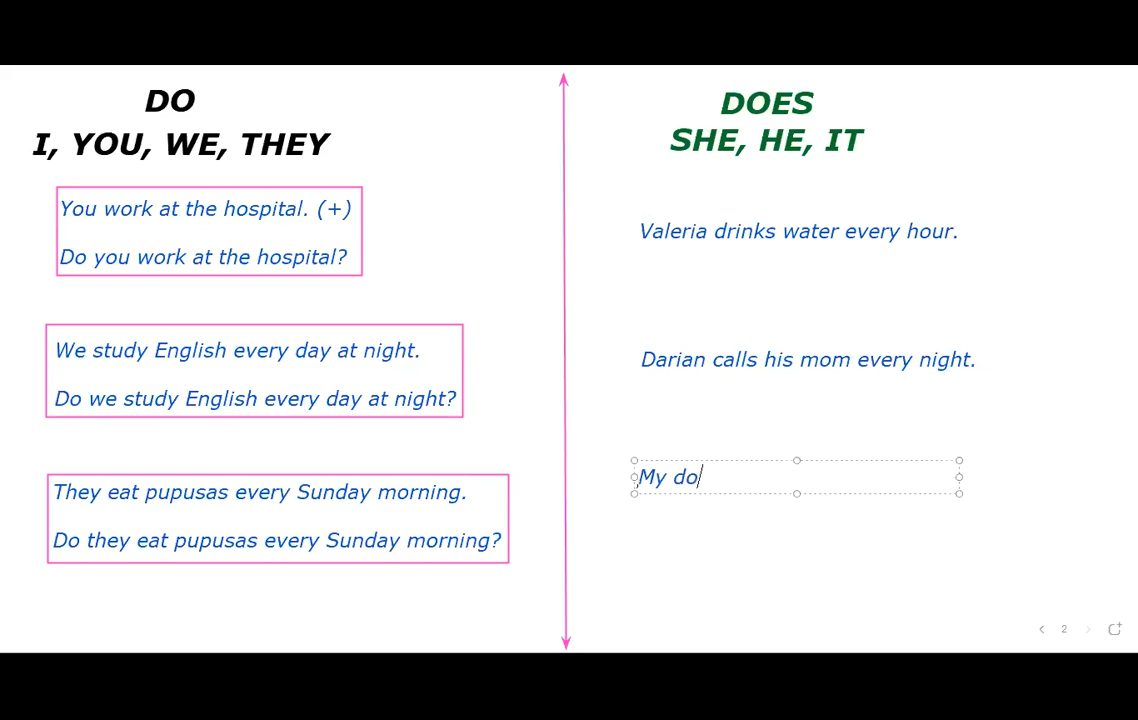 DO
I, YOU, WE, THEY
You work at the hospital. (+)
Do you work at the hospital?
We study English every day at night.
Do we study English every day at night?
They eat pupusas every Sunday morning.
Do they eat pupusas every Sunday morning?
DOES
SHE, HE, IT
Valeria drinks water every hour.
Darian calls his mom every night.
My do
2